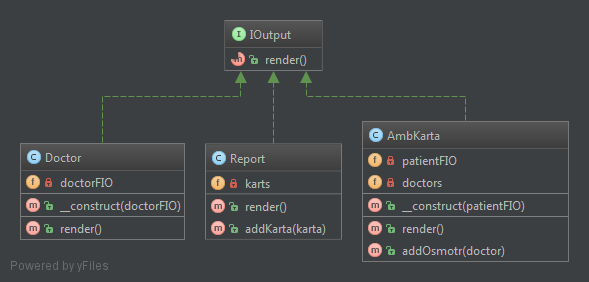 I IOutput
m render()
C Doctor
f doctorFIO
m __construct(doctorFIO)
m render()
C Report
f karts
m render()
m addKarta(karta)
C AmbKarta
f patientFIO
f doctors
m __construct(patientFIO)
m render()
m addOsmotr(doctor)
Powered by yFiles